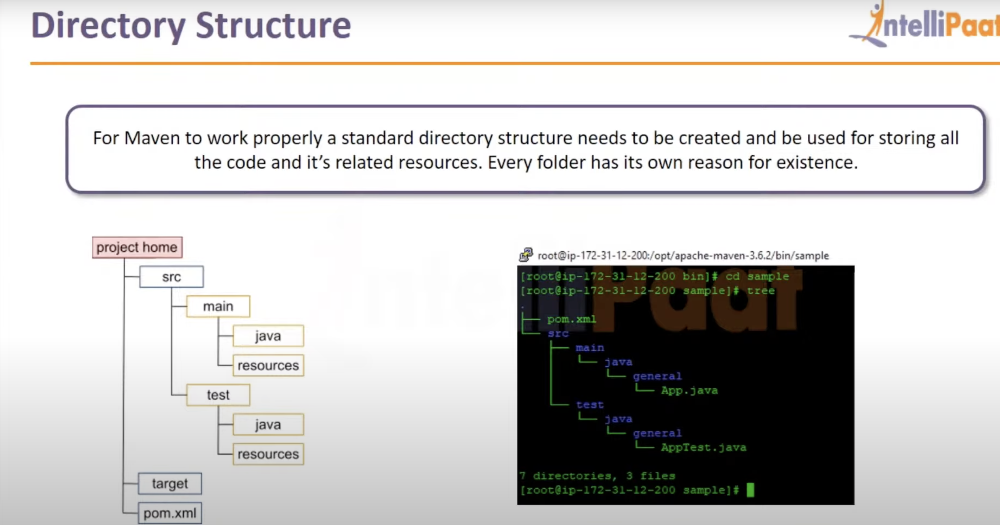 Directory Structure
IntelliPaat
For Maven to work properly a standard directory structure needs to be created and be used for storing all
the code and it's related resources. Every folder has its own reason for existence.
project home
src
main
java
resources
test
java
resources
target
pom.xml
root@ip-172-31-12-200:/opt/apache-maven-3.6.2/bin/sample
[root@ip-172-31-12-200 bin]# cd sample
[root@ip-172-31-12-200 sample]# tree
.
├── pom.xml
└── src
├── main
└── java
└── general
└── App.java
└── test
└── java
└── general
└── AppTest.java
7 directories, 3 files
[root@ip-172-31-12-200 sample]#